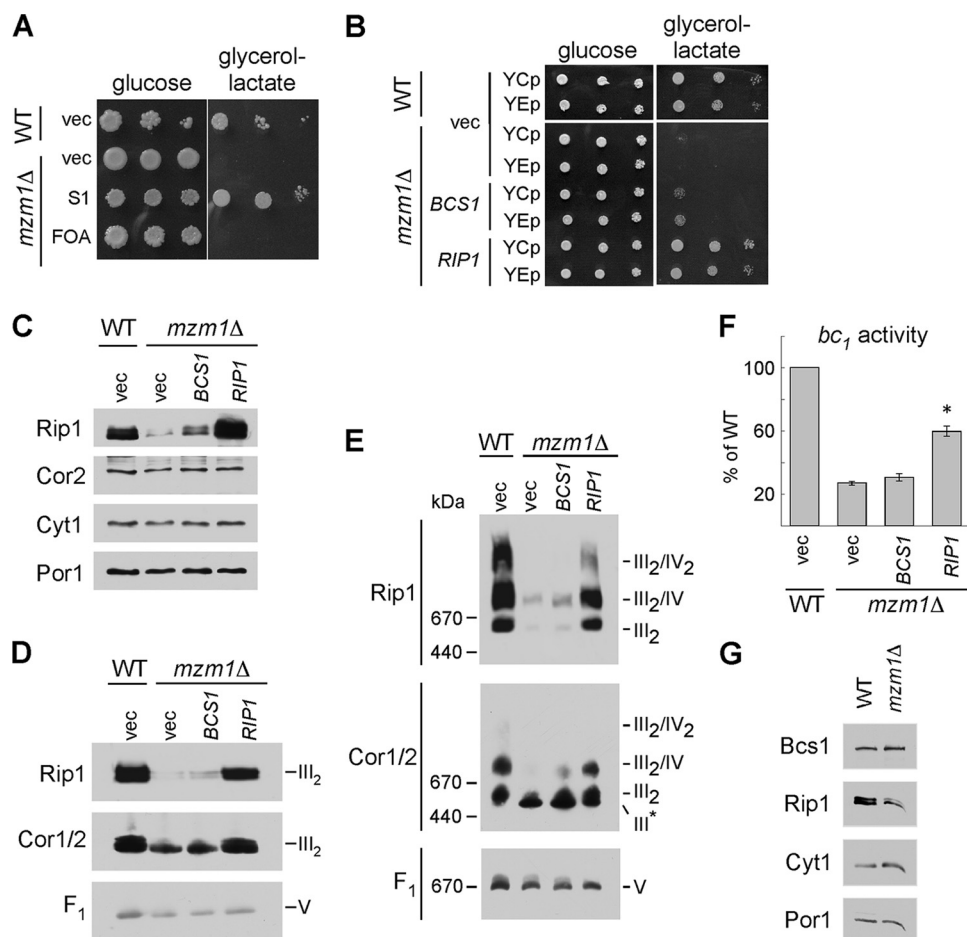 A
glucose
glycerol-
lactate
WT
vec
mzm1Δ
vec
S1
FOA
B
glucose
glycerol-
lactate
WT
vec
YCp
YEp
YCp
YEp
mzm1Δ
BCS1
YCp
YEp
RIP1
YCp
YEp
C
WT
mzm1Δ
vec
vec
BCS1
RIP1
Rip1
Cor2
Cyt1
Por1
D
WT
mzm1Δ
vec
vec
BCS1
RIP1
Rip1
III₂
Cor1/2
III₂
F₁
V
E
WT
mzm1Δ
kDa
vec
vec
BCS1
RIP1
Rip1
III₂/IV₂
III₂/IV
670
III₂
440
Cor1/2
III₂/IV₂
III₂/IV
670
III₂
440
III*
F₁
670
V
F
bc₁ activity
% of WT
100
60
20
*
vec
vec
BCS1
RIP1
WT
mzm1Δ
G
WT
mzm1Δ
Bcs1
Rip1
Cyt1
Por1